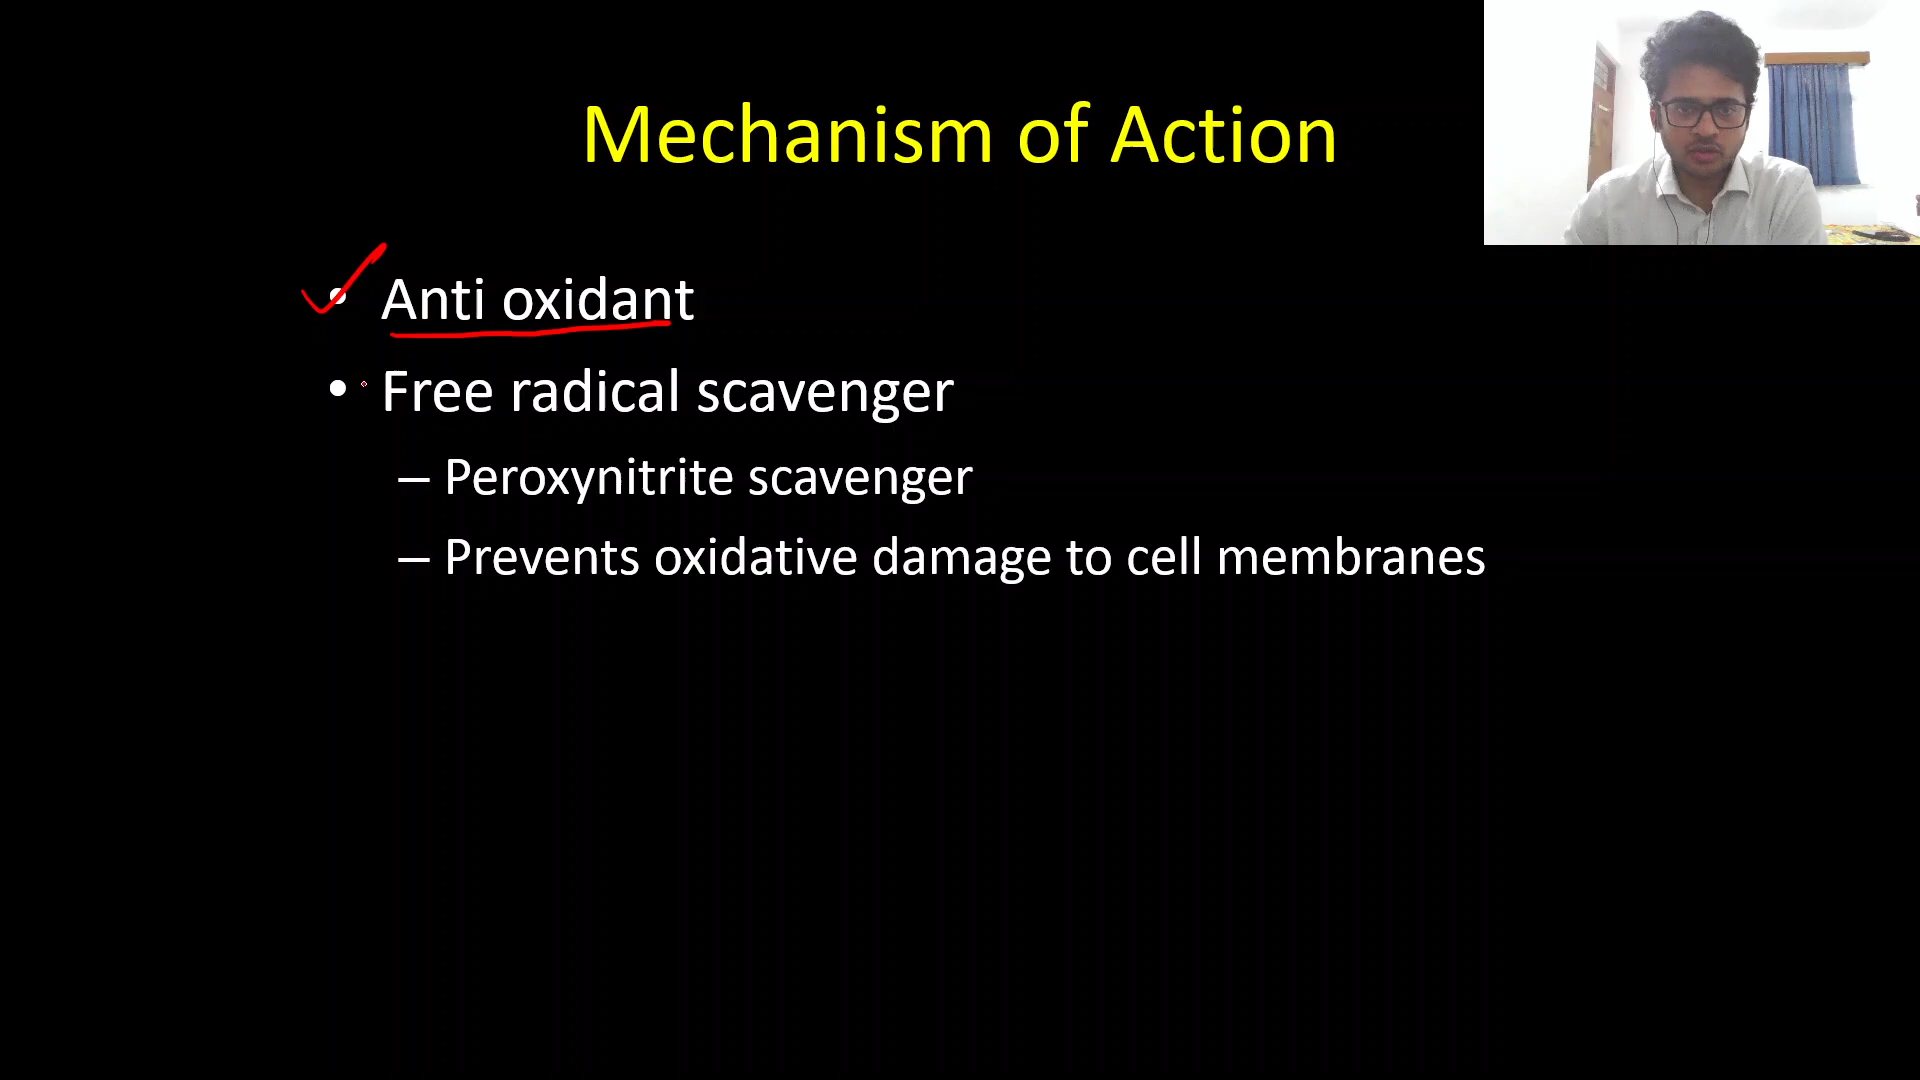 Mechanism of Action
• Anti oxidant
• Free radical scavenger
– Peroxynitrite scavenger
– Prevents oxidative damage to cell membranes